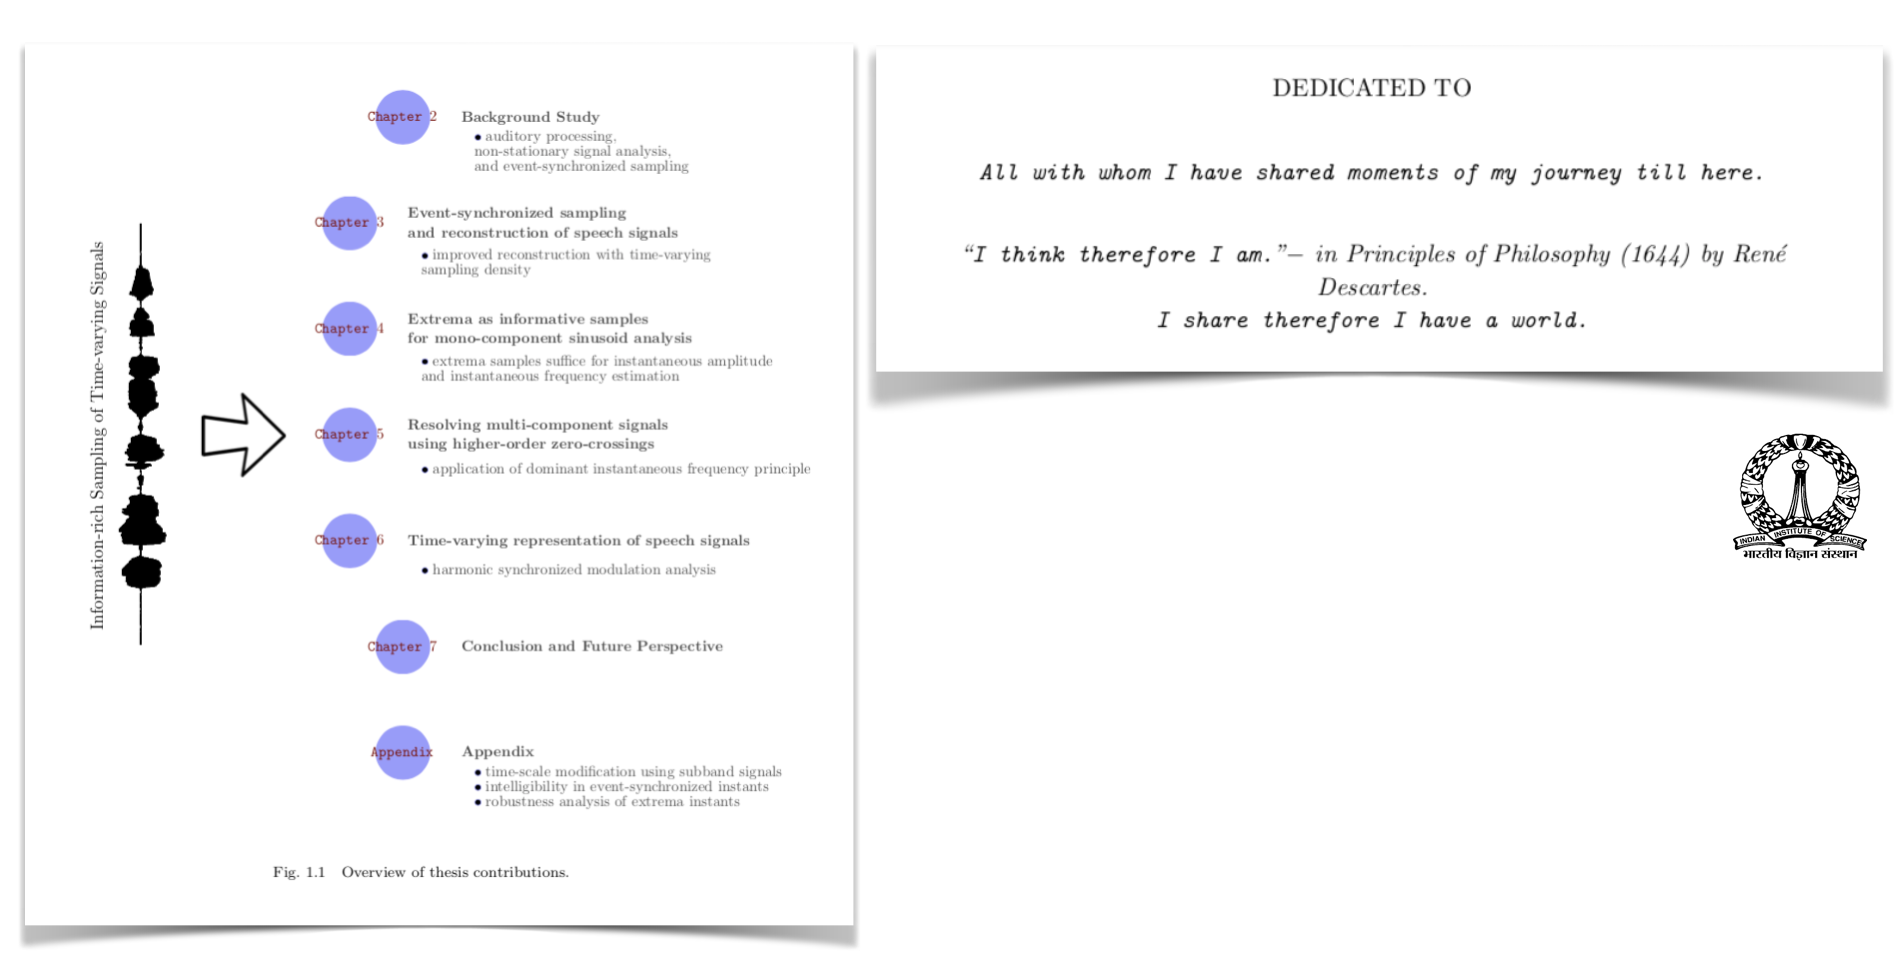 Information-rich Sampling of Time-varying Signals
Chapter 2
Background Study
• auditory processing,
non-stationary signal analysis,
and event-synchronized sampling
Chapter 3
Event-synchronized sampling
and reconstruction of speech signals
• improved reconstruction with time-varying
sampling density
Chapter 4
Extrema as informative samples
for mono-component sinusoid analysis
• extrema samples suffice for instantaneous amplitude
and instantaneous frequency estimation
Chapter 5
Resolving multi-component signals
using higher-order zero-crossings
• application of dominant instantaneous frequency principle
Chapter 6
Time-varying representation of speech signals
• harmonic synchronized modulation analysis
Chapter 7
Conclusion and Future Perspective
Appendix
Appendix
• time-scale modification using subband signals
• intelligibility in event-synchronized instants
• robustness analysis of extrema instants
Fig. 1.1 Overview of thesis contributions.
DEDICATED TO
All with whom I have shared moments of my journey till here.
“I think therefore I am.”– in Principles of Philosophy (1644) by René
Descartes.
I share therefore I have a world.
INDIAN INSTITUTE OF SCIENCE
भारतीय विज्ञान संस्थान